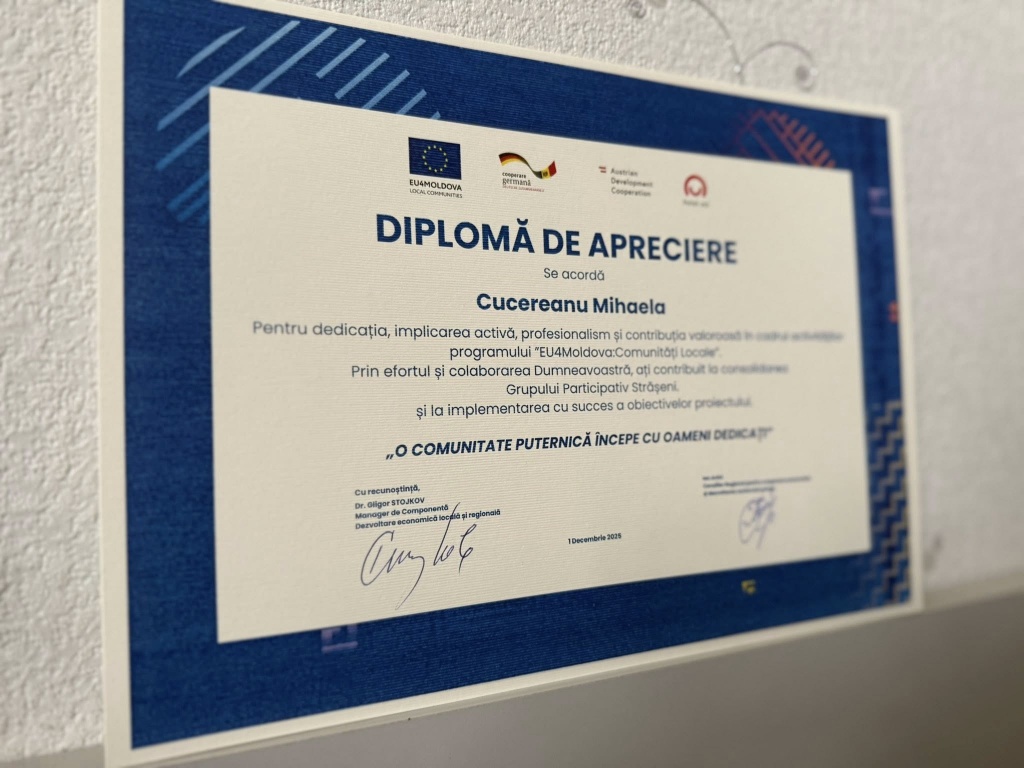 EU4MOLDOVA
LOCAL COMMUNITIES
cooperare
germană
Austrian
Development
Cooperation
DIPLOMĂ DE APRECIERE
Se acordă
Cucereanu Mihaela
Pentru dedicația, implicarea activă, profesionalism și contribuția valoroasă în cadrul activităților
programului "EU4Moldova:Comunități Locale".
Prin efortul și colaborarea Dumneavoastră, ați contribuit la consolidarea
Grupului Participativ Strășeni.
și la implementarea cu succes a obiectivelor proiectului.
„O COMUNITATE PUTERNICĂ ÎNCEPE CU OAMENI DEDICAȚI"
Cu recunoștință,
Dr. Gligor STOJKOV
Manager de Componentă
Dezvoltare economică locală și regională
1 Decembrie 2025